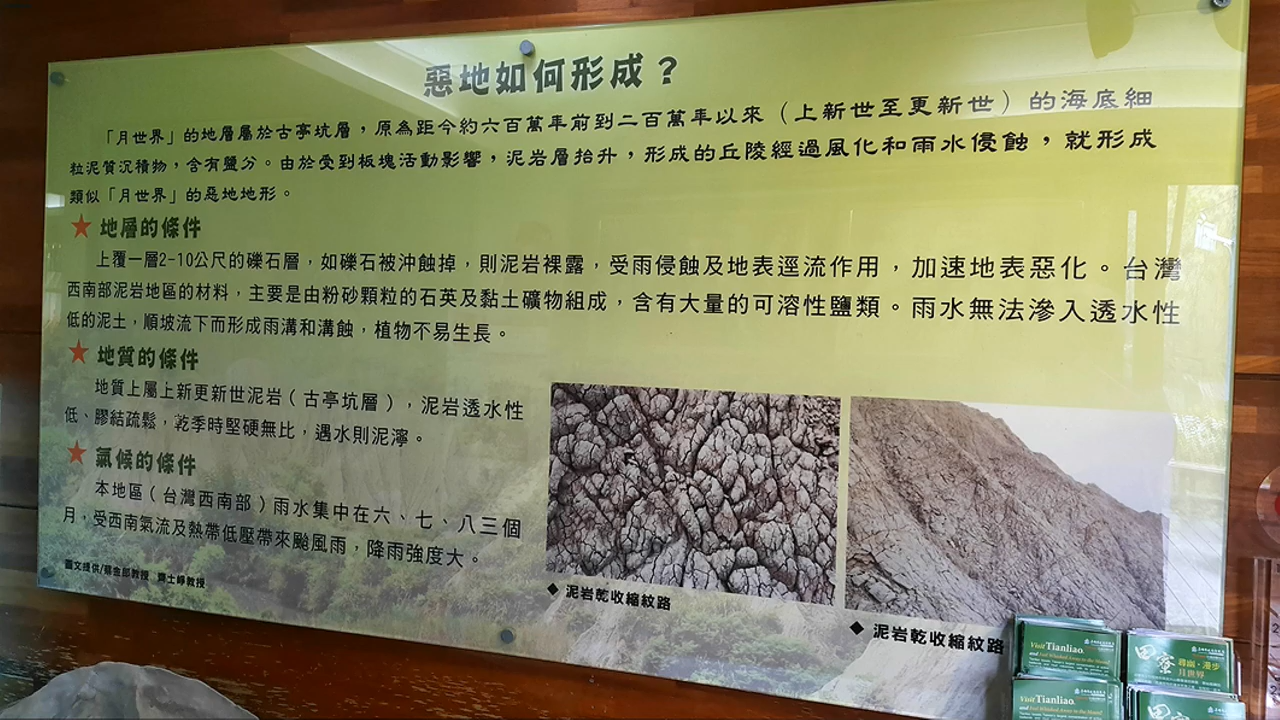 惡地如何形成？
「月世界」的地層屬於古亭坑層，原為距今約六百萬年前到二百萬年以來（上新世至更新世）的海底細
粒泥質沉積物，含有鹽分。由於受到板塊活動影響，泥岩層抬升，形成的丘陵經過風化和雨水侵蝕，就形成
類似「月世界」的惡地地形。
★ 地層的條件
上覆一層2-10公尺的礫石層，如礫石被沖蝕掉，則泥岩裸露，受雨侵蝕及地表逕流作用，加速地表惡化。台灣
西南部泥岩地區的材料，主要是由粉砂顆粒的石英及黏土礦物組成，含有大量的可溶性鹽類。雨水無法滲入透水性
低的泥土，順坡流下而形成雨溝和溝蝕，植物不易生長。
★ 地質的條件
地質上屬上新更新世泥岩（古亭坑層），泥岩透水性
低、膠結疏鬆，乾季時堅硬無比，遇水則泥濘。
★ 氣候的條件
本地區（台灣西南部）雨水集中在六、七、八三個
月，受西南氣流及熱帶低壓帶來颱風雨，降雨強度大。
圖文提供/蘇金郎教授 齊士崢教授
◆ 泥岩乾收縮紋路
◆ 泥岩乾收縮紋路
Visit Tianliao
田寮
尋幽·漫步
月世界
Visit Tianliao
田寮